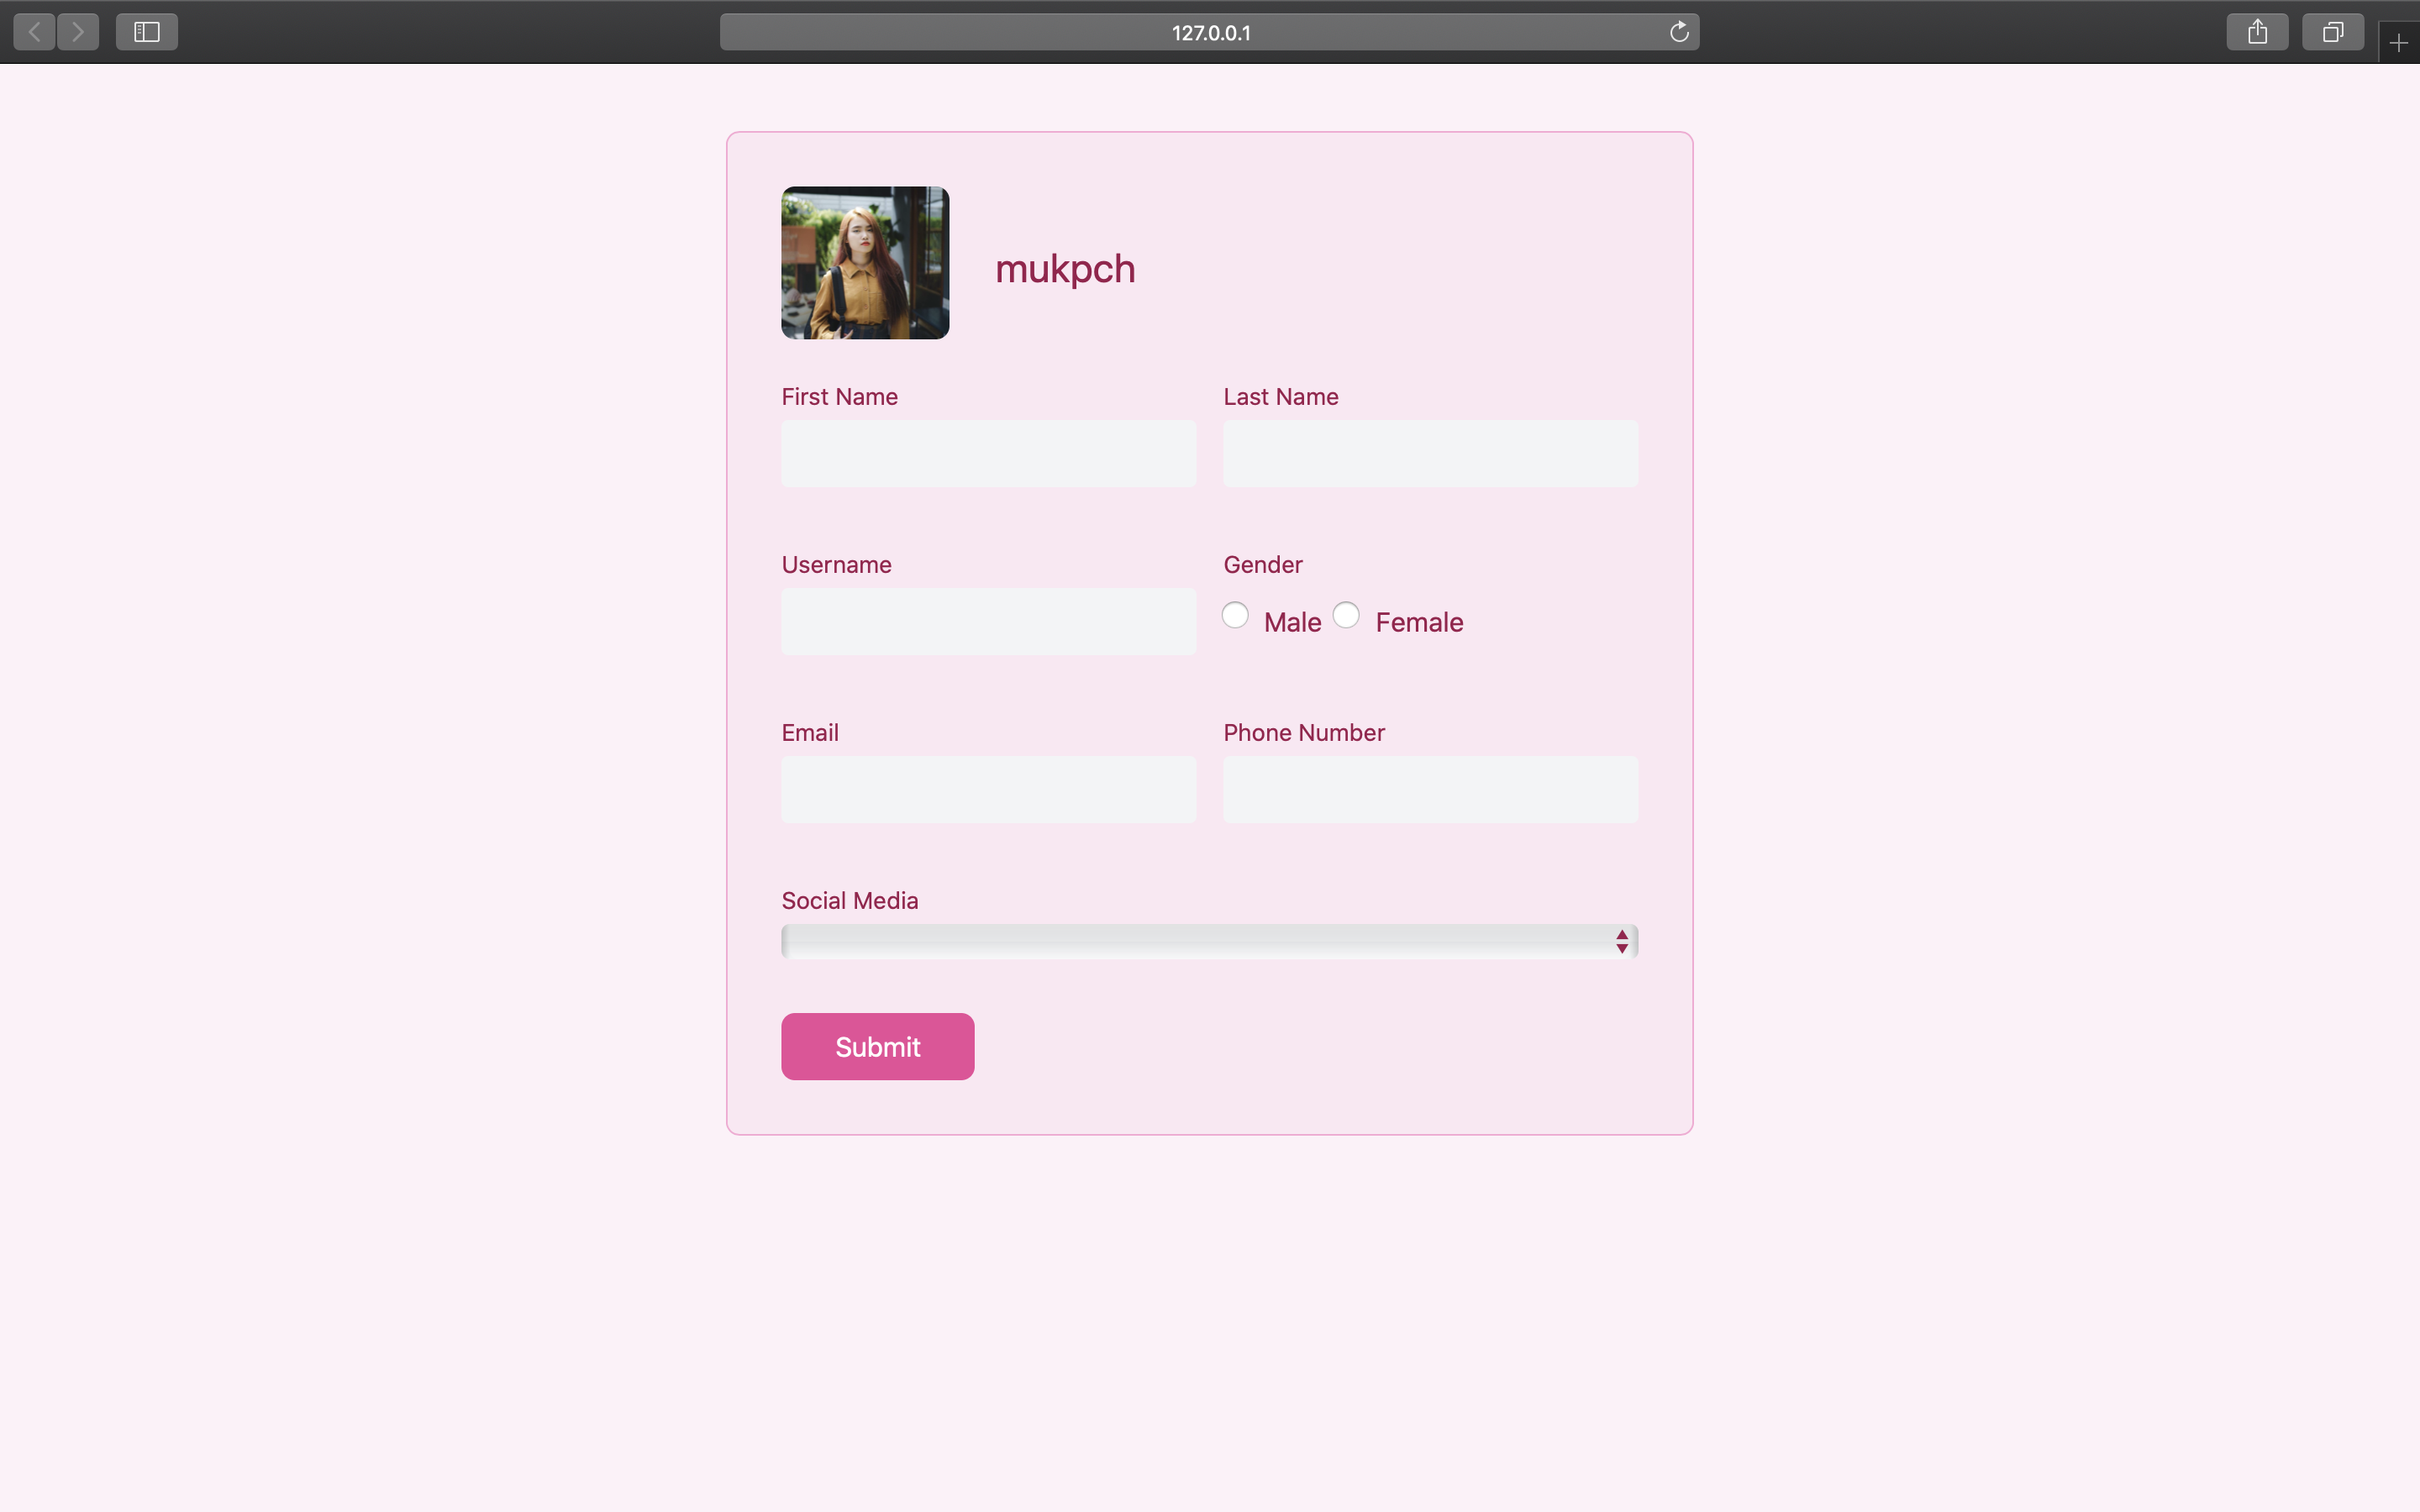 127.0.0.1
mukpch
First Name
Last Name
Username
Gender
Male Female
Email
Phone Number
Social Media
Submit